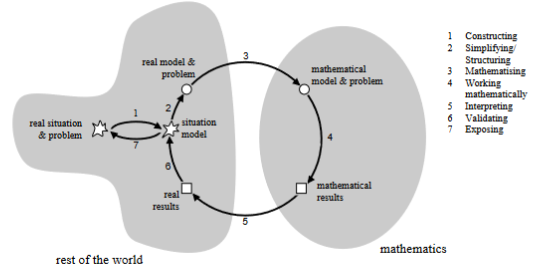 real model &
problem
3
mathematical
model & problem
1 Constructing
2 Simplifying/
Structuring
3 Mathematising
4 Working
mathematically
5 Interpreting
6 Validating
7 Exposing
real situation
& problem
1
2
situation
model
7
4
6
real
results
mathematical
results
5
rest of the world
mathematics